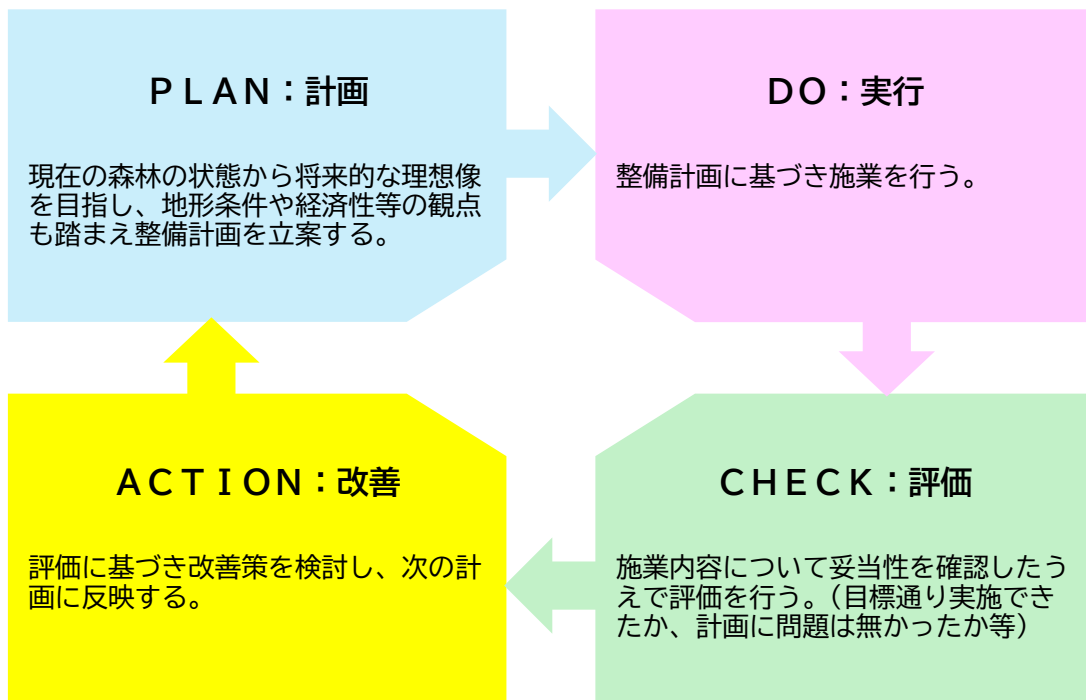 ＰＬＡＮ：計画
現在の森林の状態から将来的な理想像
を目指し、地形条件や経済性等の観点
も踏まえ整備計画を立案する。
ＤＯ：実行
整備計画に基づき施業を行う。
ＡＣＴＩＯＮ：改善
評価に基づき改善策を検討し、次の計
画に反映する。
ＣＨＥＣＫ：評価
施業内容について妥当性を確認したう
えで評価を行う。（目標通り実施でき
たか、計画に問題は無かったか等）